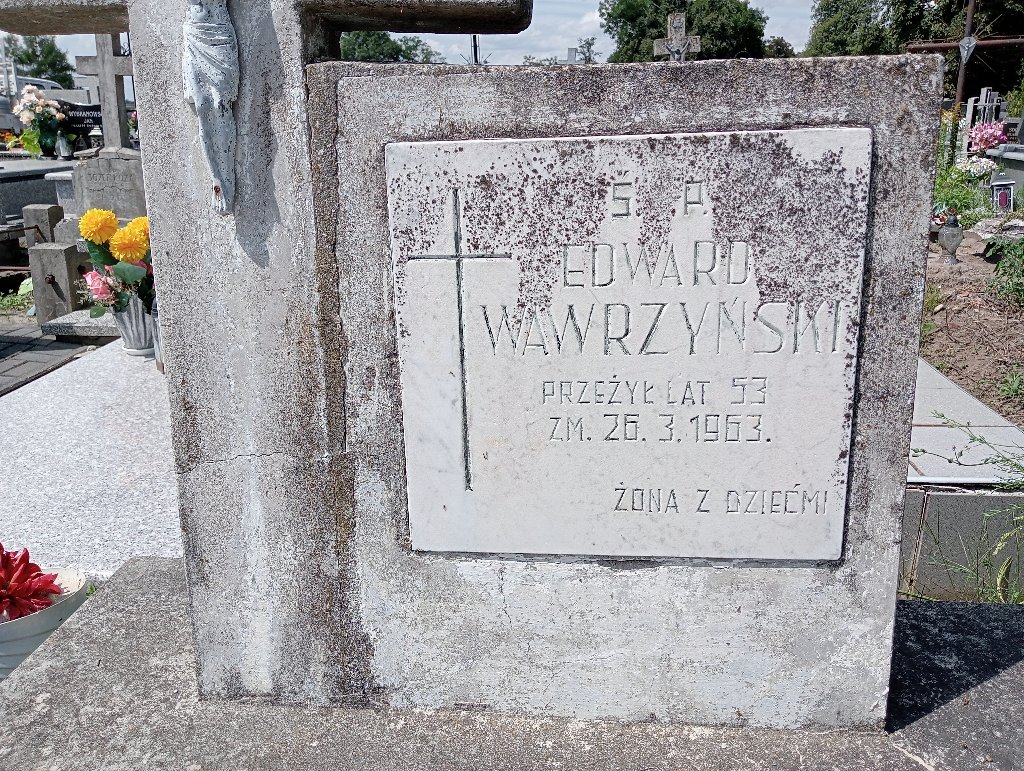 Ś. P.
EDWARD
WAWRZYŃSKI
PRZEŻYŁ LAT 53
ZM. 26. 3. 1963.
ŻONA Z DZIEĆMI